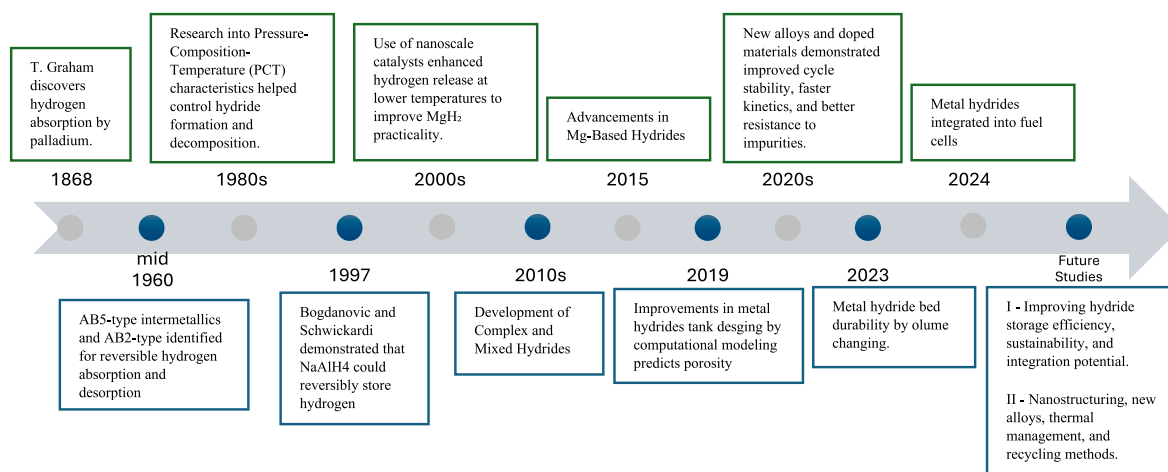 T. Graham
discovers
hydrogen
absorption by
palladium.
1868
Research into Pressure-
Composition-
Temperature (PCT)
characteristics helped
control hydride
formation and
decomposition.
1980s
Use of nanoscale
catalysts enhanced
hydrogen release at
lower temperatures to
improve MgH₂
practicality.
2000s
Advancements in
Mg-Based Hydrides
2015
New alloys and doped
materials demonstrated
improved cycle
stability, faster
kinetics, and better
resistance to
impurities.
2020s
Metal hydrides
integrated into fuel
cells
2024
mid
1960
AB5-type intermetallics
and AB2-type identified
for reversible hydrogen
absorption and
desorption
1997
Bogdanovic and
Schwickardi
demonstrated that
NaAlH4 could
reversibly store
hydrogen
2010s
Development of
Complex and
Mixed Hydrides
2019
Improvements in metal
hydrides tank desging by
computational modeling
predicts porosity
2023
Metal hydride bed
durability by olume
changing.
Future
Studies
I - Improving hydride
storage efficiency,
sustainability, and
integration potential.
II - Nanostructuring, new
alloys, thermal
management, and
recycling methods.